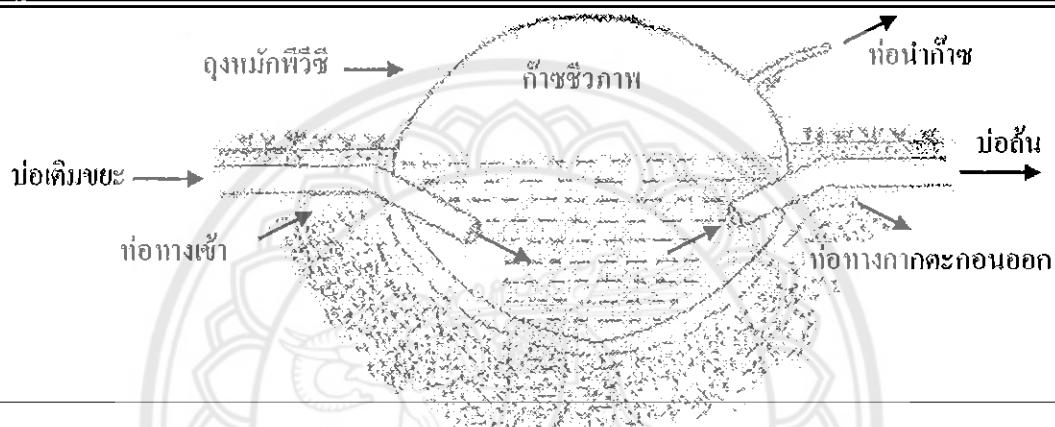 ถุงหมักพีวีซี
ก๊าซชีวภาพ
ท่อนำก๊าซ
บ่อเติมขยะ
บ่อล้น
ท่อทางเข้า
ท่อทางกากตะกอนออก